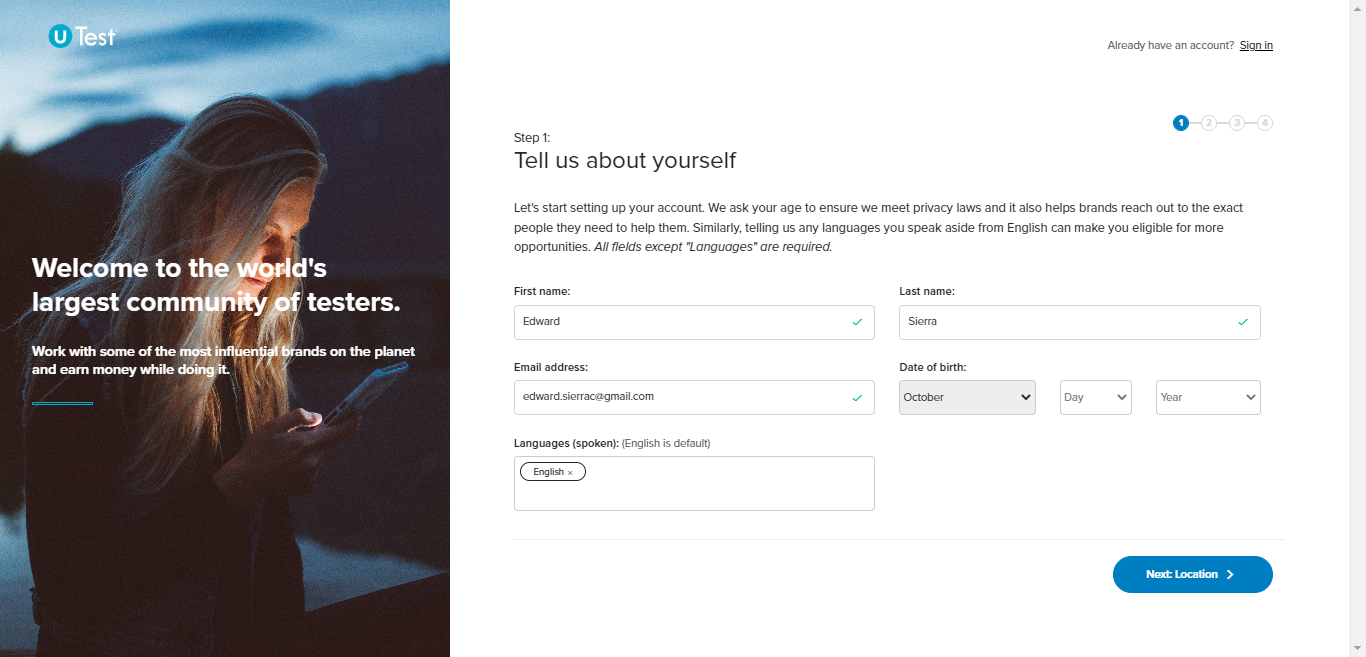 U Test
Already have an account? Sign in
1 2 3 4
Step 1:
Tell us about yourself
Let's start setting up your account. We ask your age to ensure we meet privacy laws and it also helps brands reach out to the exact
people they need to help them. Similarly, telling us any languages you speak aside from English can make you eligible for more
opportunities. All fields except "Languages" are required.
Welcome to the world's
largest community of testers.
Work with some of the most influential brands on the planet
and earn money while doing it.
First name:
Last name:
Edward
Sierra
Email address:
Date of birth:
edward.sierrac@gmail.com
October
Day
Year
Languages (spoken): (English is default)
English ×
Next: Location